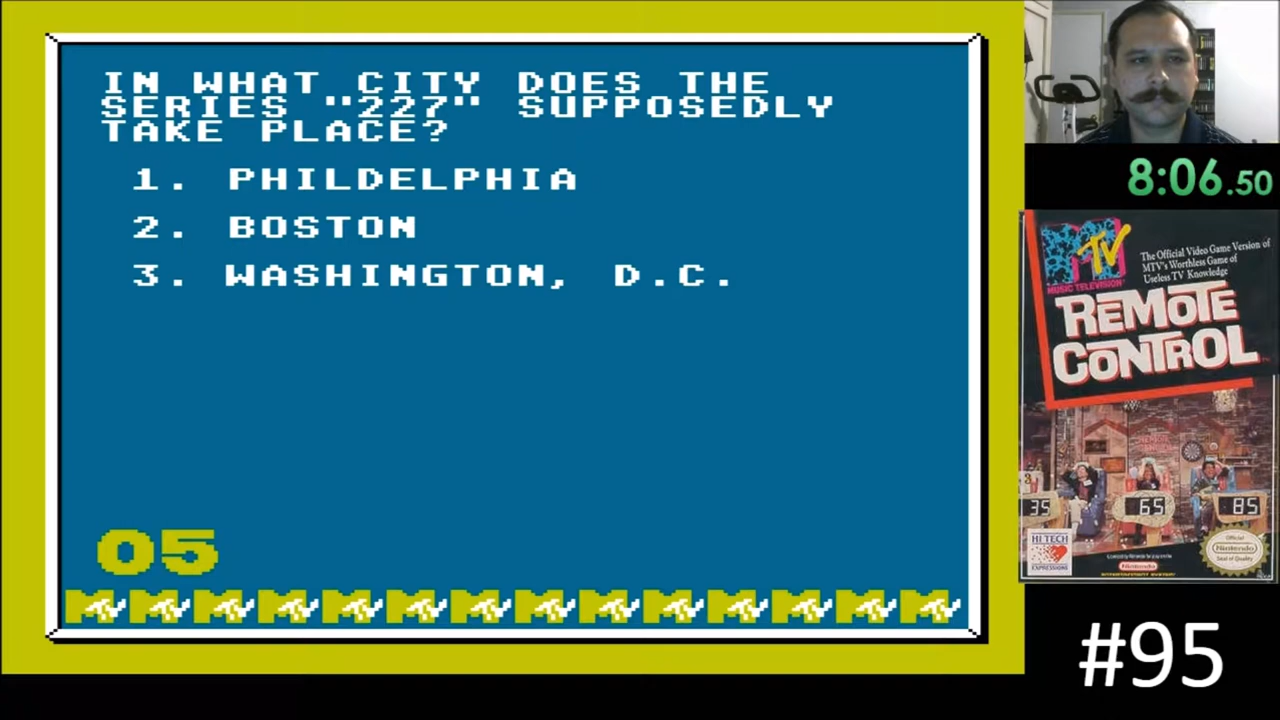 IN WHAT CITY DOES THE
SERIES "227" SUPPOSEDLY
TAKE PLACE?
1. PHILDELPHIA
2. BOSTON
3. WASHINGTON, D.C.
05
8:06.50
MTV
MUSIC TELEVISION
The Official Video Game Version of
MTV's Worthless Game of
Useless TV Knowledge
REMOTE
CONTROL
35
65
85
HI TECH
EXPRESSIONS
Nintendo
Official
Nintendo
Seal of Quality
#95